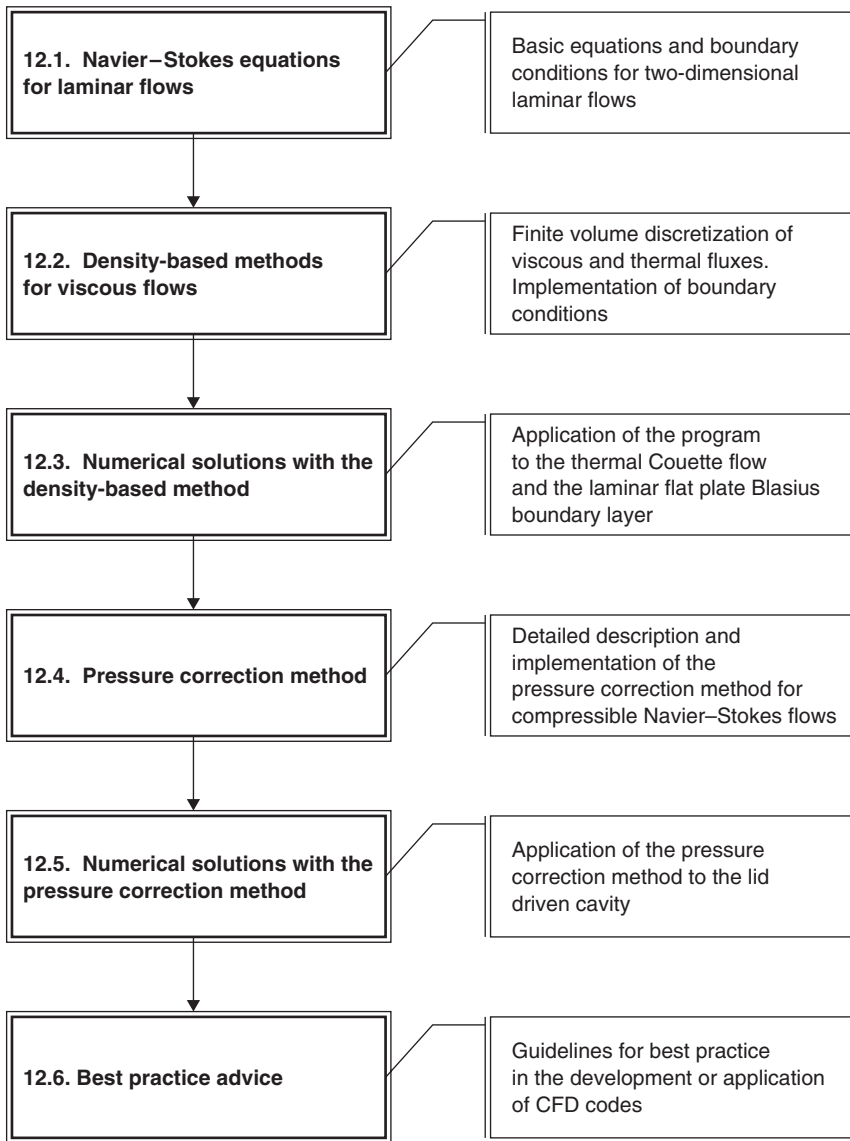 12.1. Navier–Stokes equations
for laminar flows
Basic equations and boundary
conditions for two-dimensional
laminar flows
12.2. Density-based methods
for viscous flows
Finite volume discretization of
viscous and thermal fluxes.
Implementation of boundary
conditions
12.3. Numerical solutions with the
density-based method
Application of the program
to the thermal Couette flow
and the laminar flat plate Blasius
boundary layer
12.4. Pressure correction method
Detailed description and
implementation of the
pressure correction method for
compressible Navier–Stokes flows
12.5. Numerical solutions with the
pressure correction method
Application of the pressure
correction method to the lid
driven cavity
12.6. Best practice advice
Guidelines for best practice
in the development or application
of CFD codes